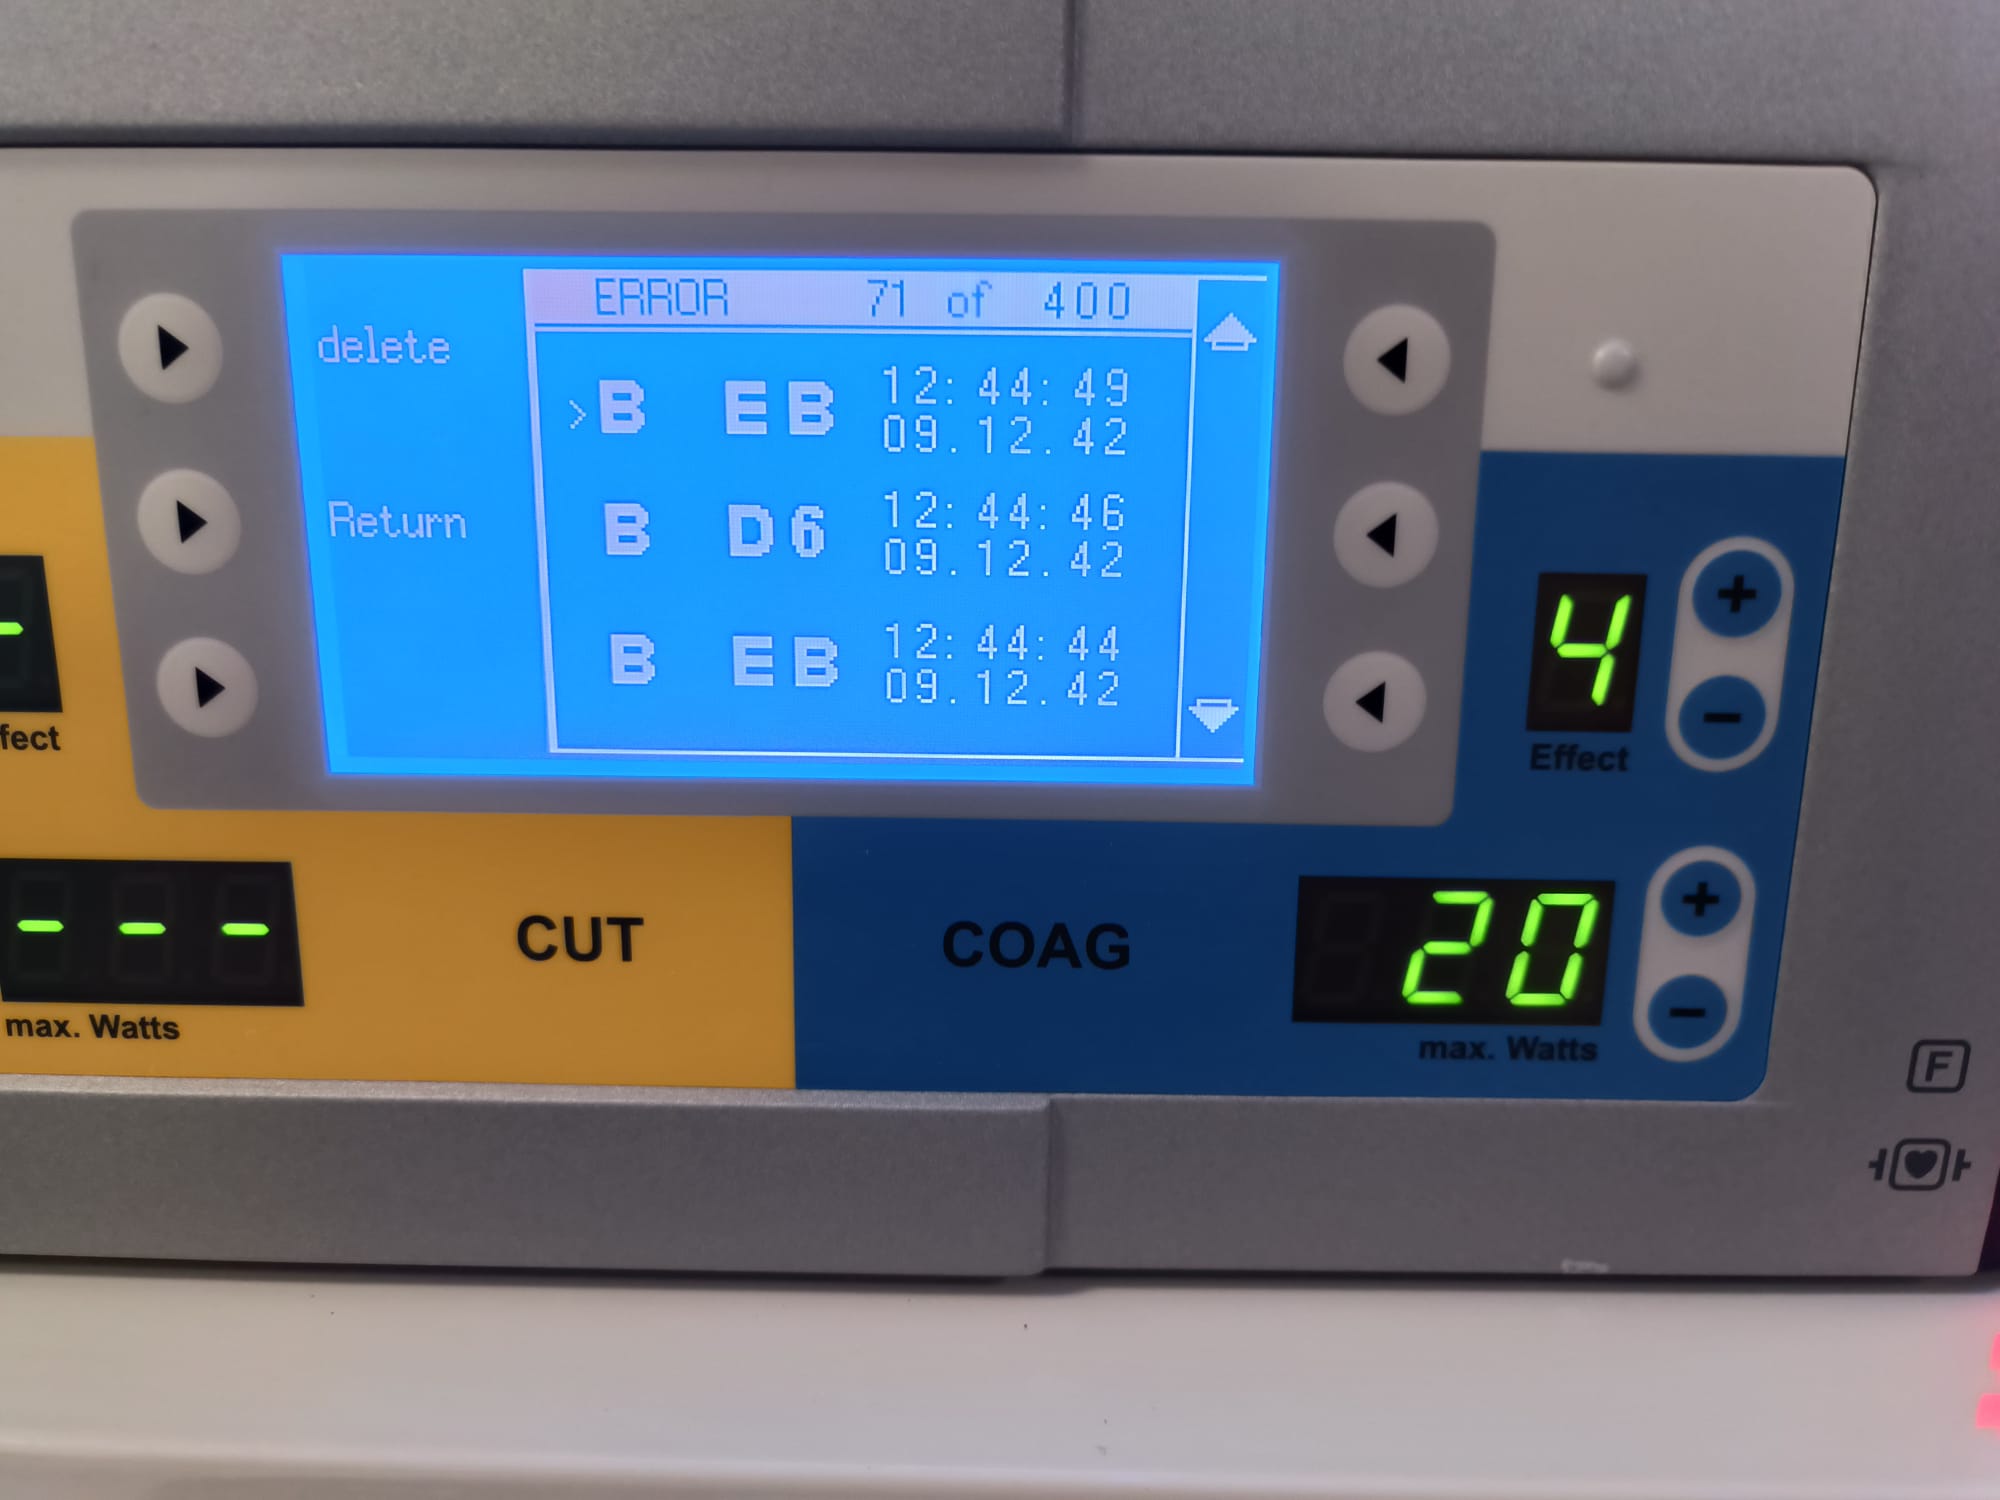 ERROR 71 of 400
delete
>B EB 12:44:49
09.12.42
Return
B D6 12:44:46
09.12.42
B EB 12:44:44
09.12.42
4
+
-
Effect
fect
- - -
max. Watts
CUT
COAG
20
+
-
max. Watts
F